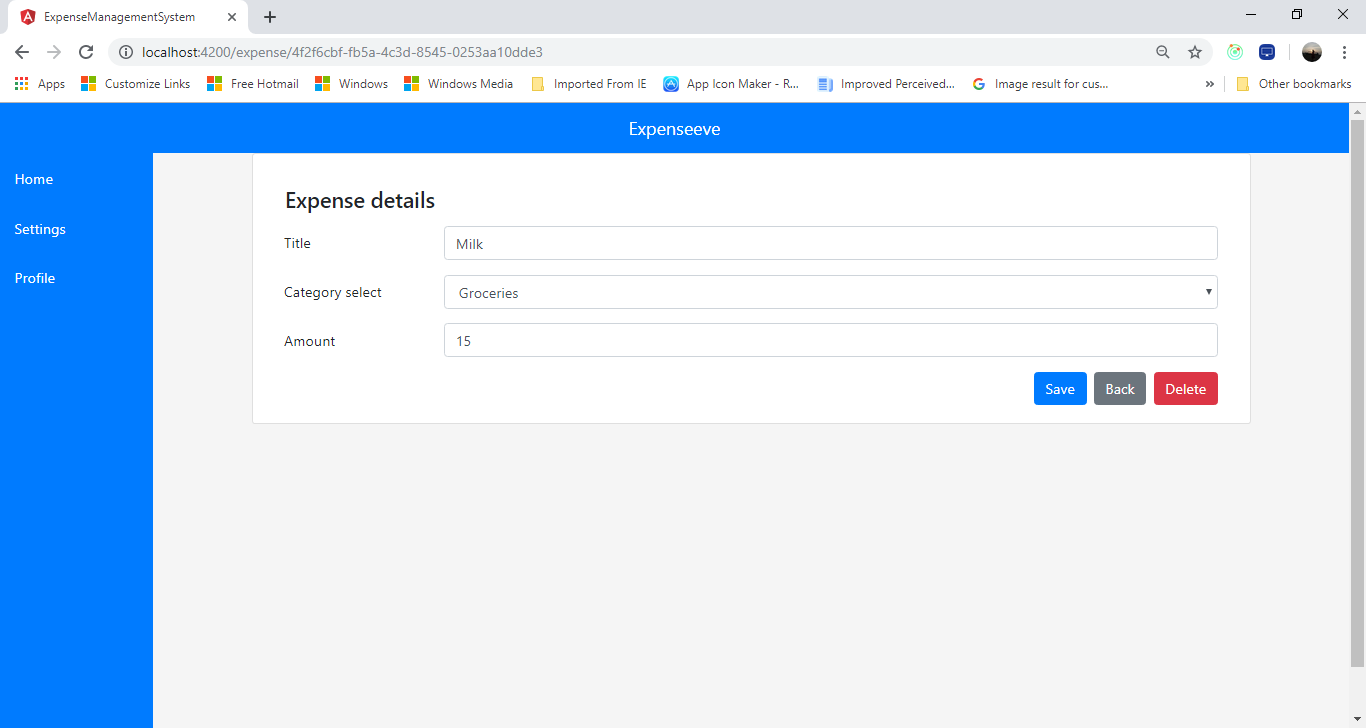 ExpenseManagementSystem
localhost:4200/expense/4f2f6cbf-fb5a-4c3d-8545-0253aa10dde3
Apps Customize Links Free Hotmail Windows Windows Media Imported From IE App Icon Maker - R... Improved Perceived... Image result for cus... » Other bookmarks
Expenseeve
Home
Settings
Profile
Expense details
Title Milk
Category select Groceries
Amount 15
Save Back Delete